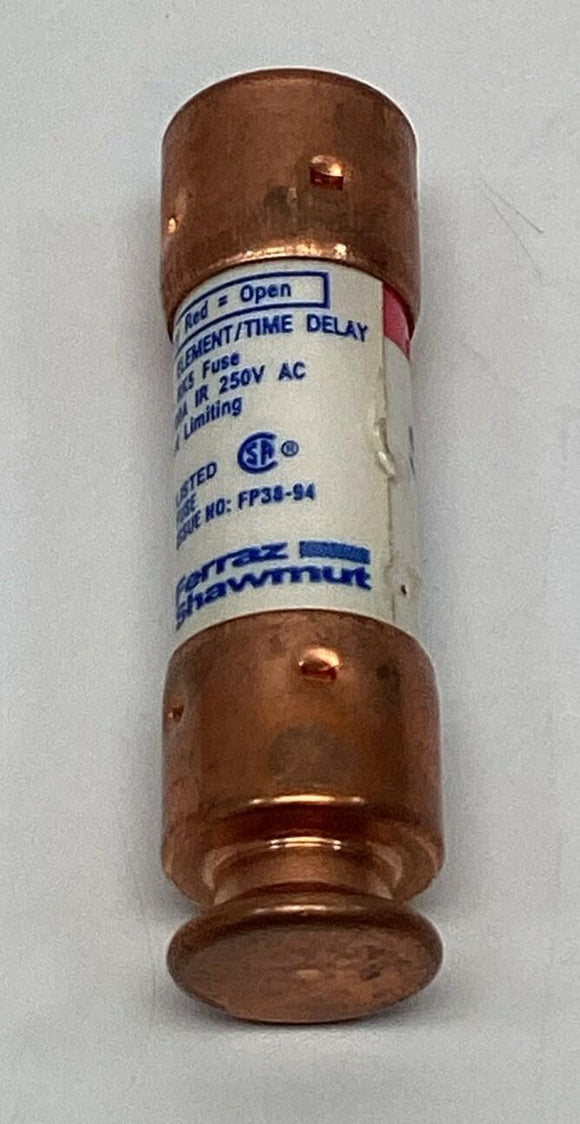 Red = Open
ELEMENT/TIME DELAY
RK5 Fuse
IR 250V AC
Limiting
LISTED
SA ®
FUSE
ISSUE NO: FP38-94
Ferraz
Shawmut